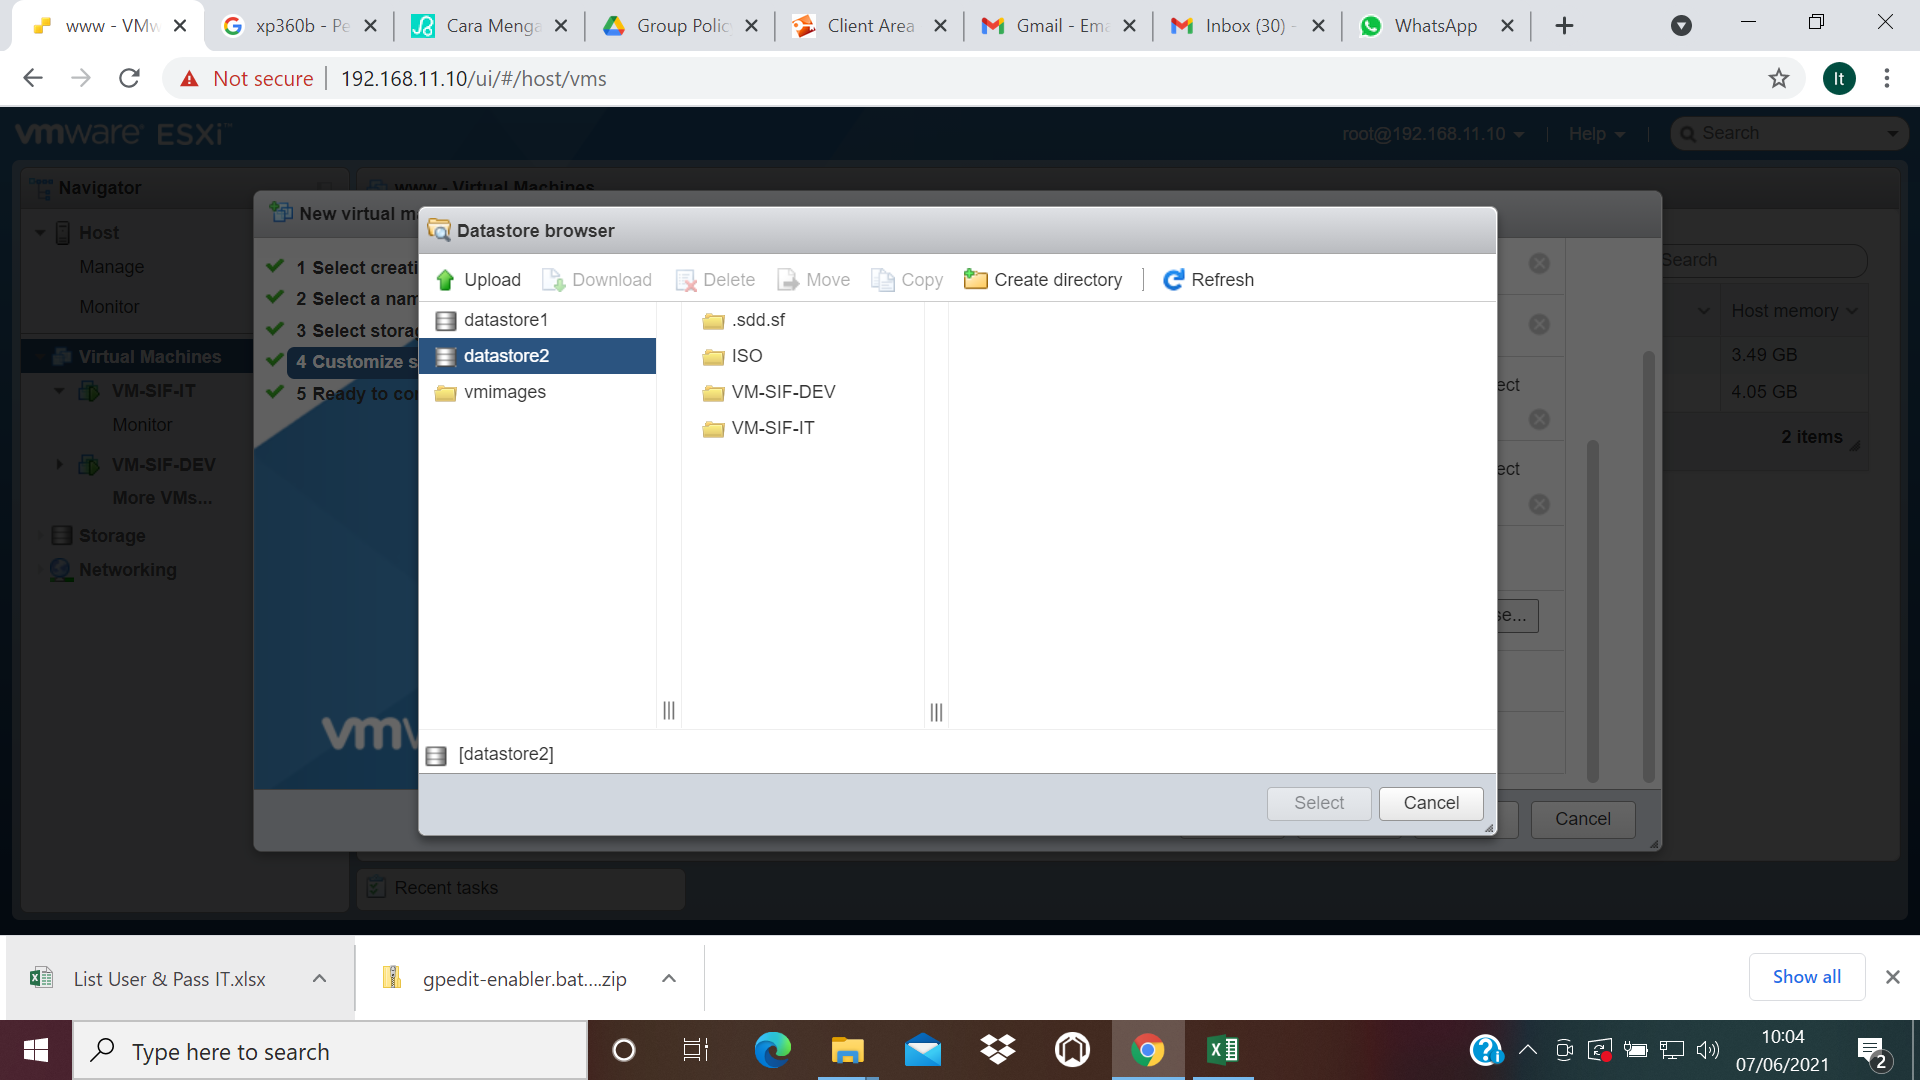 www - VMw
xp360b - Pe
Cara Menga
Group Polic
Client Area
Gmail - Ema
Inbox (30) -
WhatsApp
Not secure
192.168.11.10/ui/#/host/vms
It
vmware ESXi™
root@192.168.11.10
Help
Search
Navigator
www - Virtual Machines
Host
Manage
Monitor
Virtual Machines
VM-SIF-IT
Monitor
VM-SIF-DEV
More VMs...
Storage
Networking
New virtual m
1 Select creati
2 Select a nam
3 Select storag
4 Customize s
5 Ready to co
vmw
Datastore browser
Upload
Download
Delete
Move
Copy
Create directory
Refresh
datastore1
datastore2
vmimages
.sdd.sf
ISO
VM-SIF-DEV
VM-SIF-IT
[datastore2]
Select
Cancel
ect
ect
se...
Cancel
Search
Host memory
3.49 GB
4.05 GB
2 items
Recent tasks
List User & Pass IT.xlsx
gpedit-enabler.bat....zip
Show all
Type here to search
10:04
07/06/2021
2